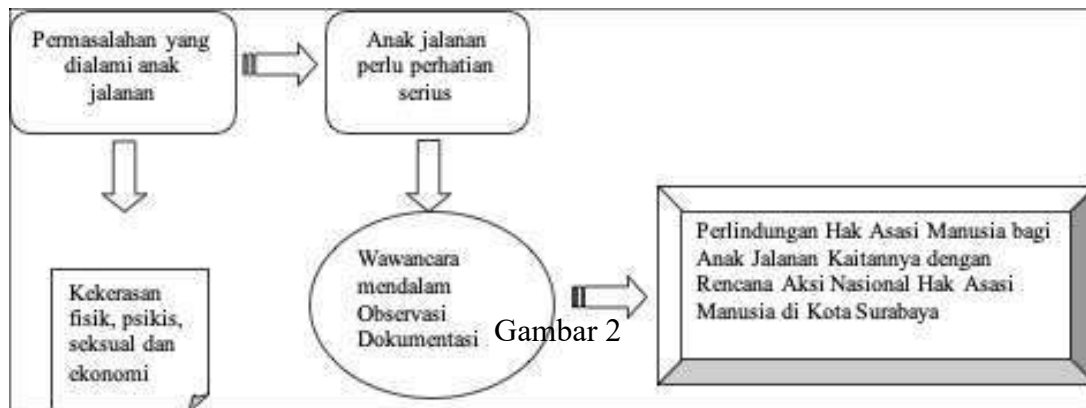 Permasalahan yang
dialami anak
jalanan
Anak jalanan
perlu perhatian
serius
Kekerasan
fisik, psikis,
seksual dan
ekonomi
Wawancara
mendalam
Observasi
Dokumentasi
Gambar 2
Perlindungan Hak Asasi Manusia bagi
Anak Jalanan Kaitannya dengan
Rencana Aksi Nasional Hak Asasi
Manusia di Kota Surabaya